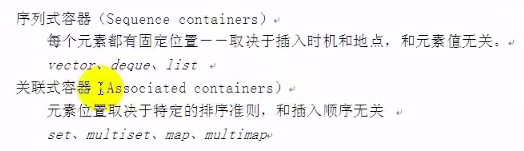 序列式容器（Sequence containers）
每个元素都有固定位置——取决于插入时机和地点，和元素值无关。
vector、deque、list
关联式容器（Associated containers）
元素位置取决于特定的排序准则，和插入顺序无关
set、multiset、map、multimap